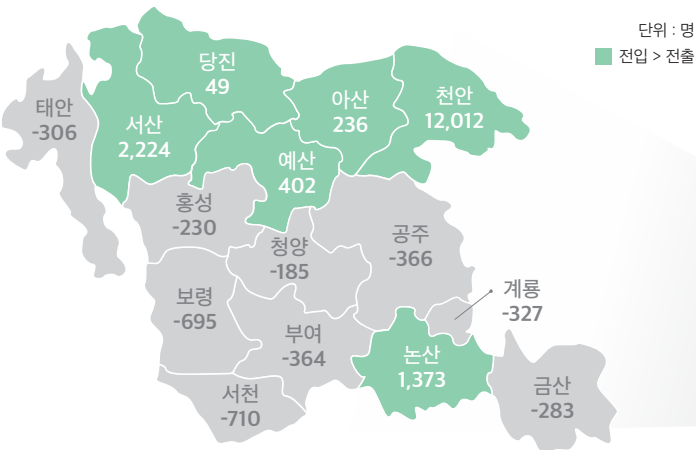 단위 : 명
전입 > 전출
당진
49
아산
236
천안
12,012
태안
-306
서산
2,224
예산
402
홍성
-230
청양
-185
공주
-366
보령
-695
계룡
-327
부여
-364
논산
1,373
서천
-710
금산
-283